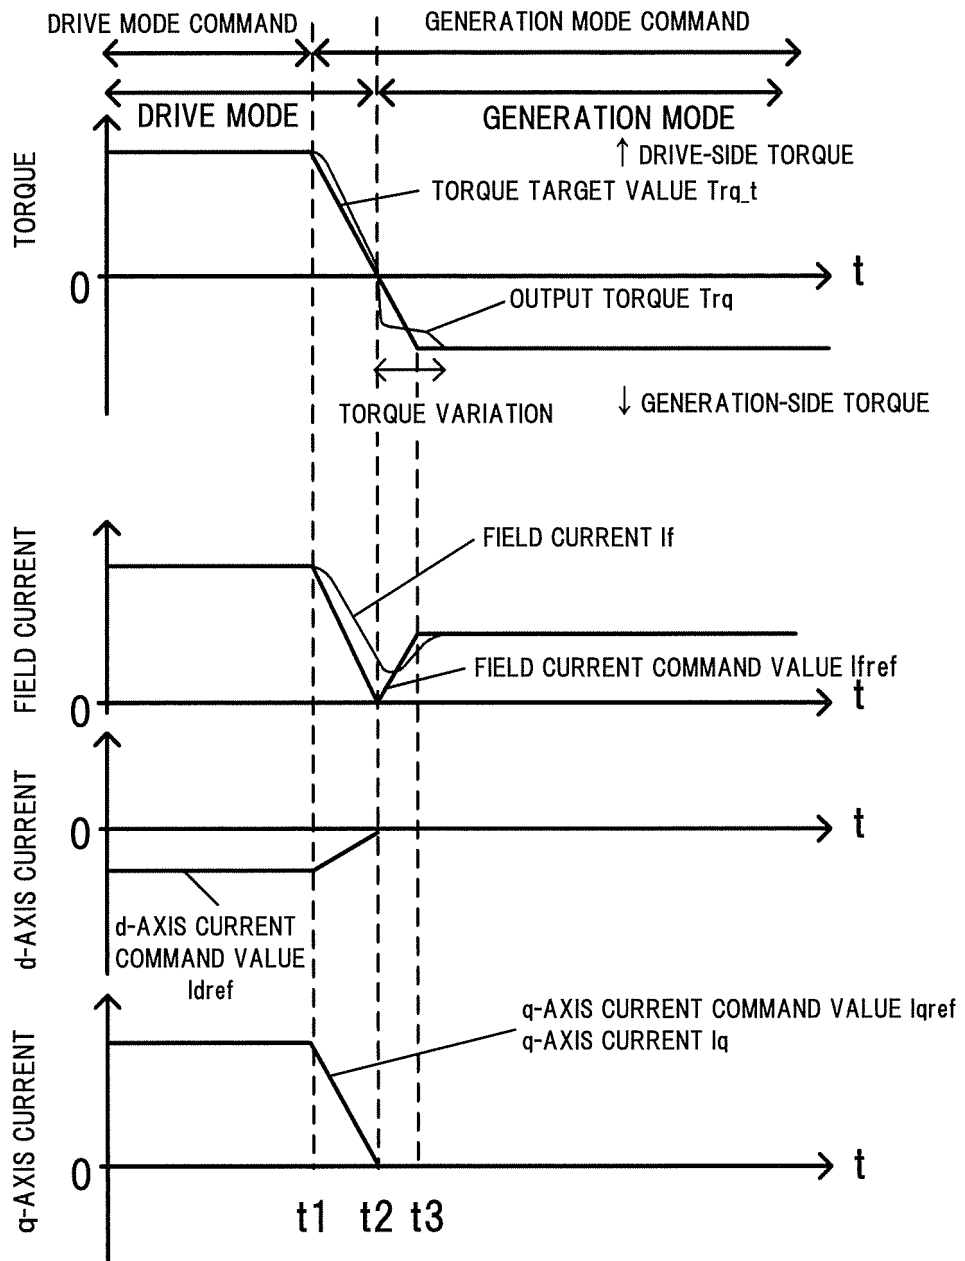 DRIVE MODE COMMAND
GENERATION MODE COMMAND
DRIVE MODE
GENERATION MODE
TORQUE
↑ DRIVE-SIDE TORQUE
TORQUE TARGET VALUE Trq_t
0
t
OUTPUT TORQUE Trq
TORQUE VARIATION
↓ GENERATION-SIDE TORQUE
FIELD CURRENT
FIELD CURRENT If
FIELD CURRENT COMMAND VALUE Ifref
0
t
d-AXIS CURRENT
0
t
d-AXIS CURRENT
COMMAND VALUE
Idref
q-AXIS CURRENT
q-AXIS CURRENT COMMAND VALUE Iqref
q-AXIS CURRENT Iq
0
t
t1 t2 t3